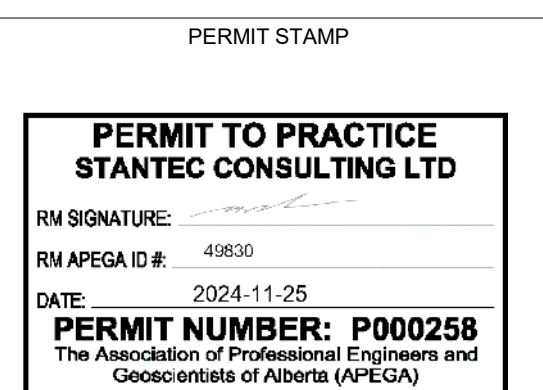 PERMIT STAMP
PERMIT TO PRACTICE
STANTEC CONSULTING LTD
RM SIGNATURE:
RM APEGA ID #: 49830
DATE: 2024-11-25
PERMIT NUMBER: P000258
The Association of Professional Engineers and
Geoscientists of Alberta (APEGA)